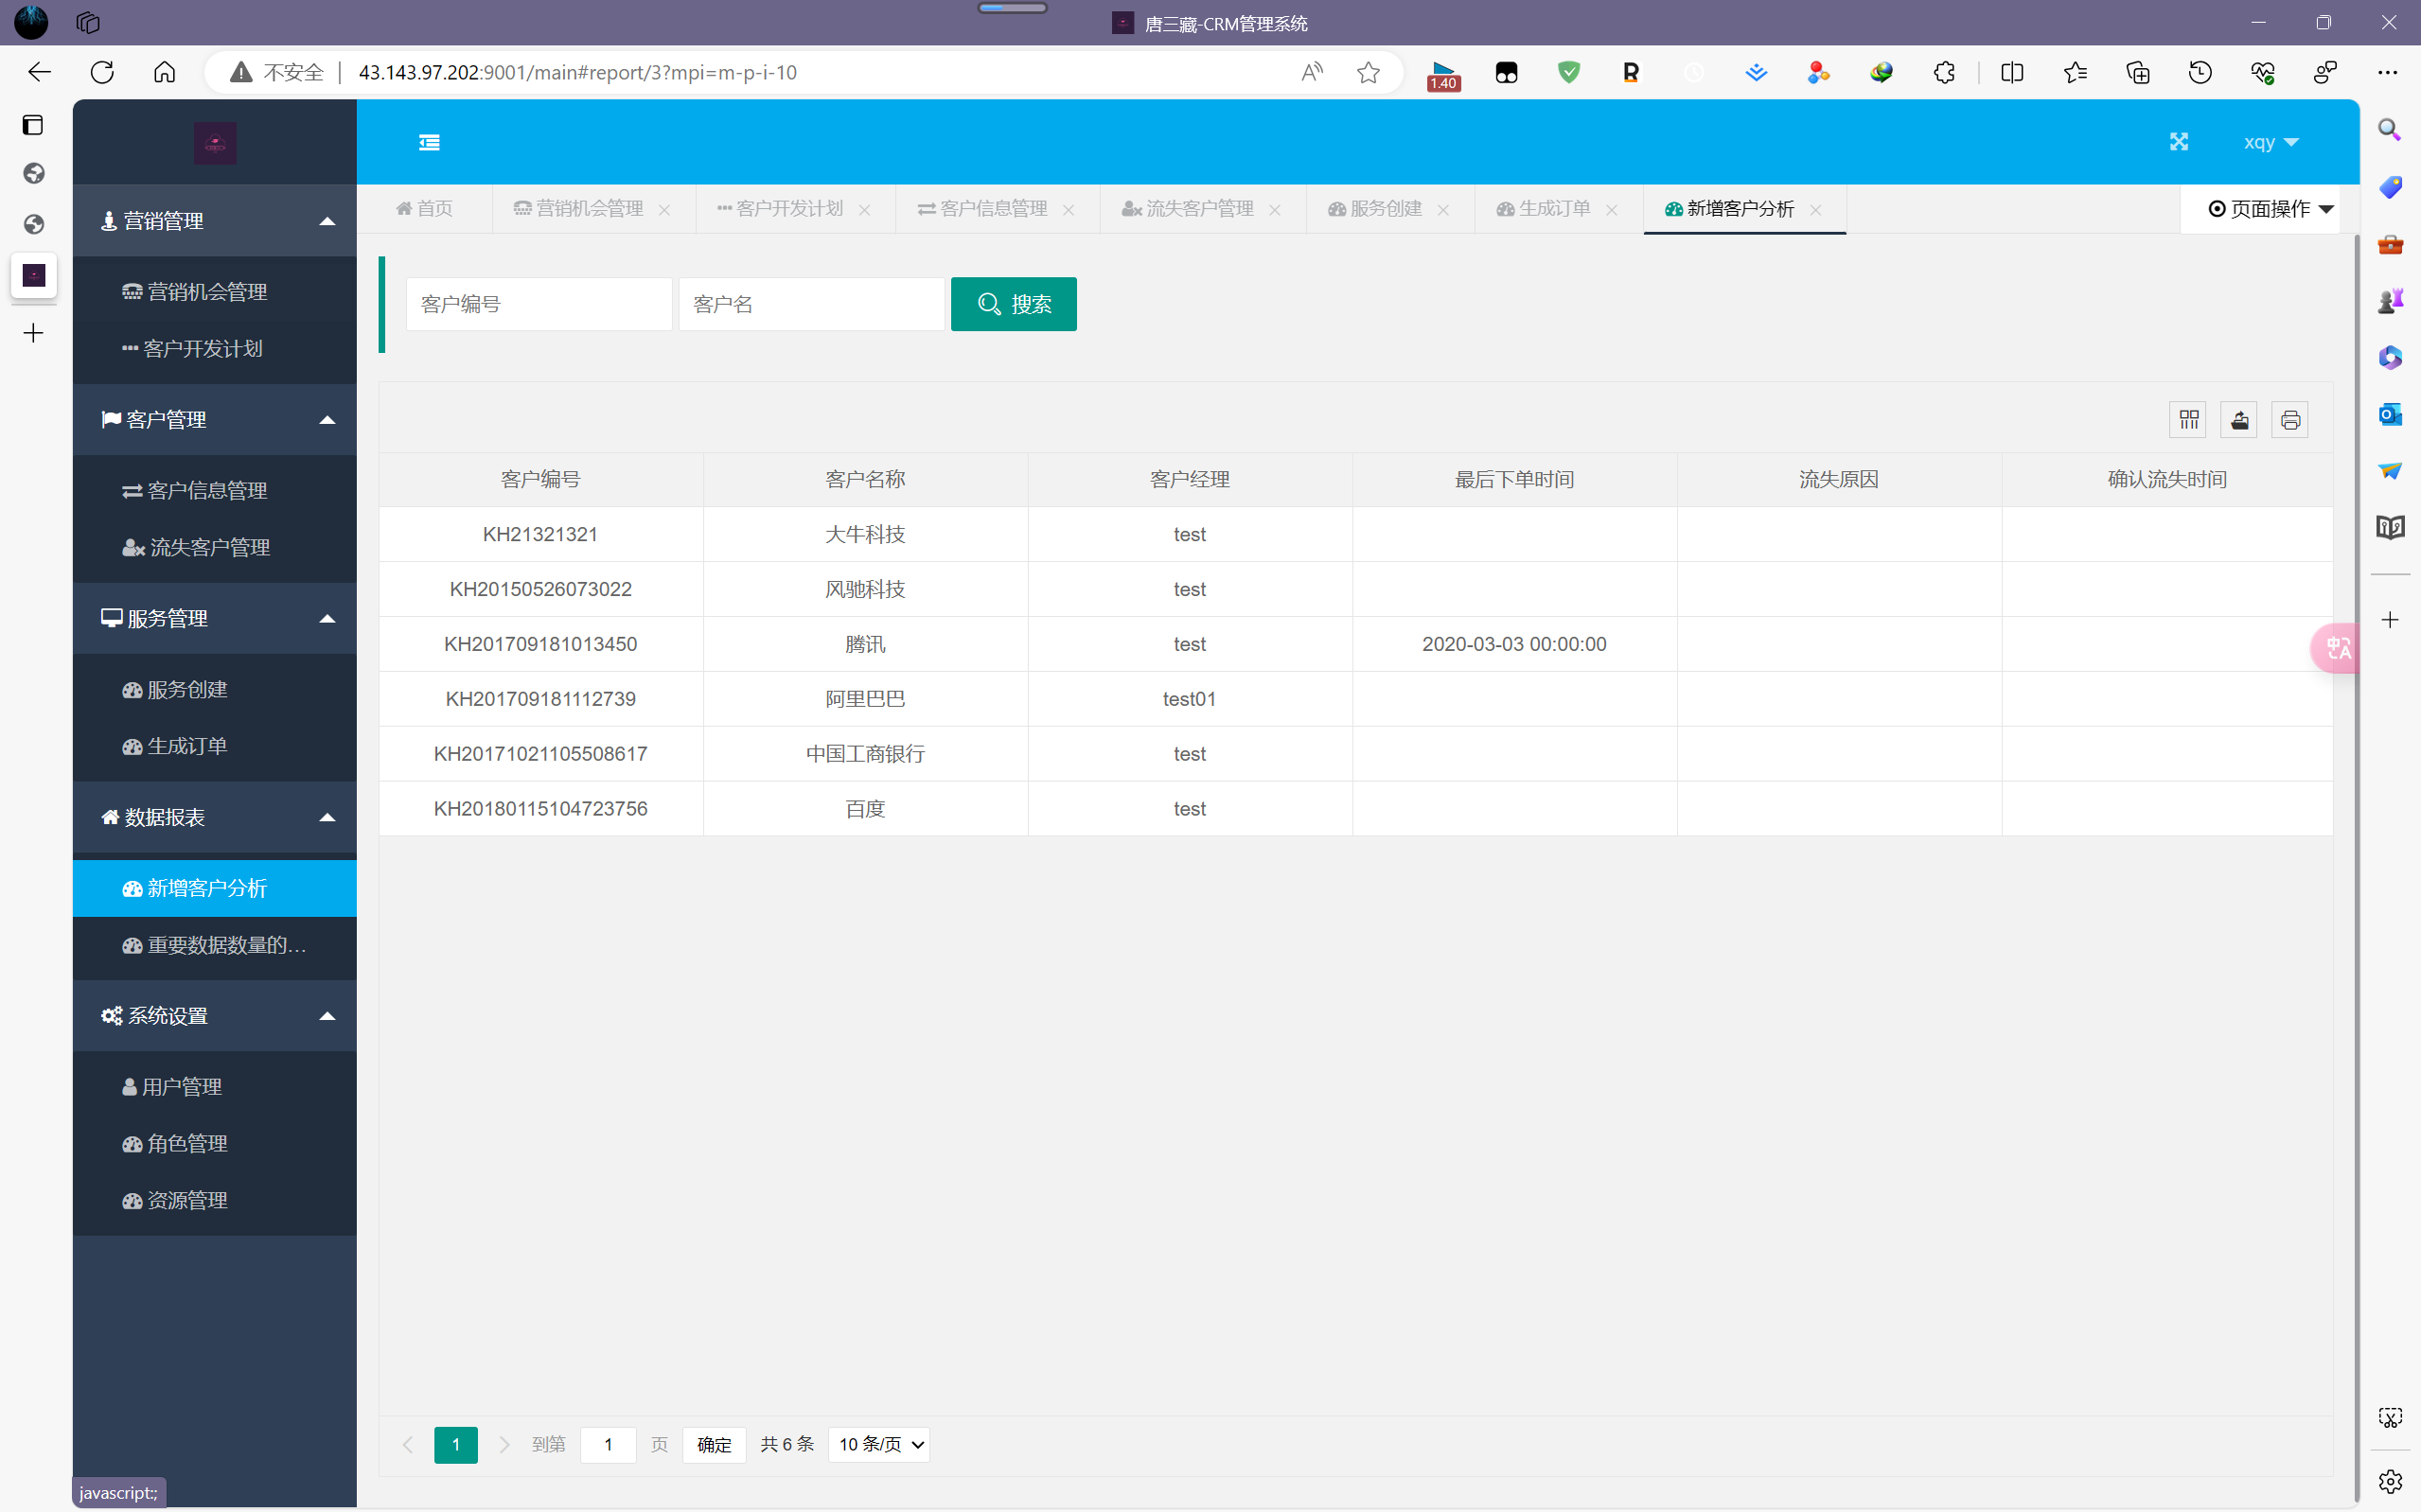 唐三藏-CRM管理系统
不安全 43.143.97.202:9001/main#report/3?mpi=m-p-i-10
1.40
xqy
首页 营销机会管理 客户开发计划 客户信息管理 流失客户管理 服务创建 生成订单 新增客户分析 页面操作
营销管理
营销机会管理
客户开发计划
客户管理
客户信息管理
流失客户管理
服务管理
服务创建
生成订单
数据报表
新增客户分析
重要数据数量的...
系统设置
用户管理
角色管理
资源管理
客户编号 客户名 搜索
客户编号 客户名称 客户经理 最后下单时间 流失原因 确认流失时间
KH21321321 大牛科技 test
KH20150526073022 风驰科技 test
KH201709181013450 腾讯 test 2020-03-03 00:00:00
KH201709181112739 阿里巴巴 test01
KH20171021105508617 中国工商银行 test
KH20180115104723756 百度 test
1 到第 1 页 确定 共 6 条 10 条/页
javascript:;